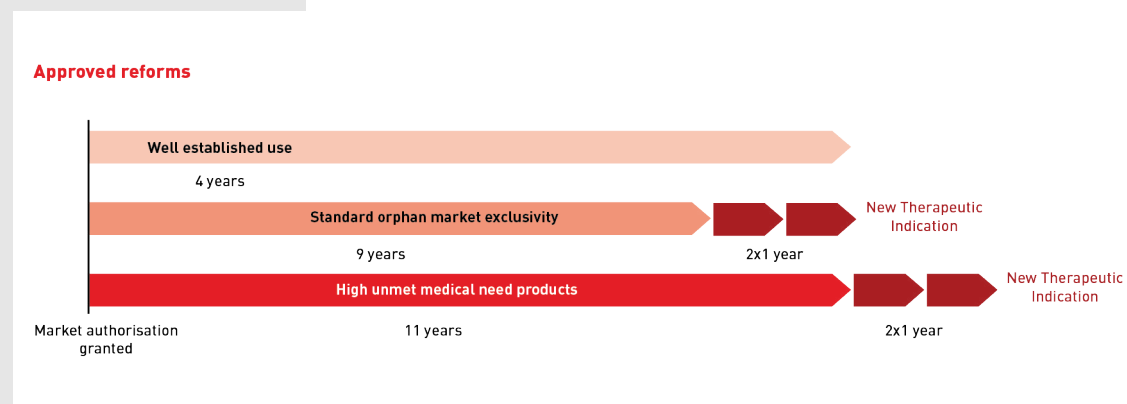 Approved reforms
Well established use
4 years
Standard orphan market exclusivity
New Therapeutic
Indication
9 years
2x1 year
High unmet medical need products
New Therapeutic
Indication
Market authorisation
granted
11 years
2x1 year